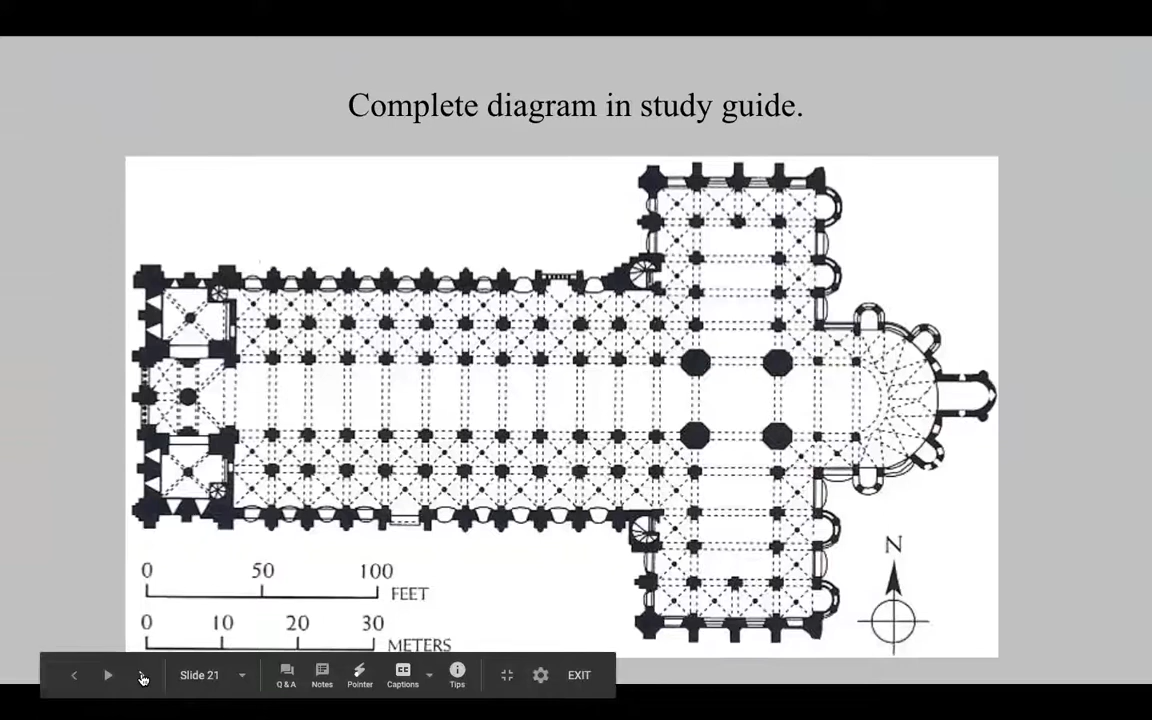 Complete diagram in study guide.
N
0 50 100
FEET
0 10 20 30
METERS
Slide 21
Q & A
Notes
Pointer
CC
Captions
Tips
EXIT